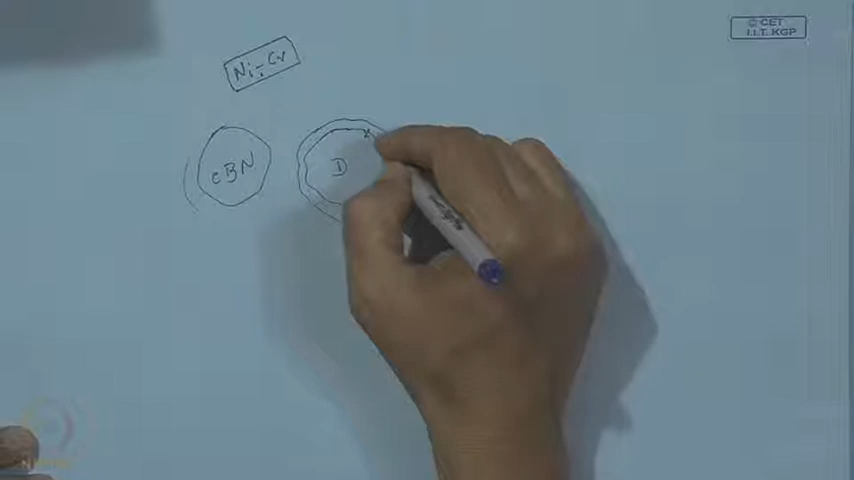 © CET
I.I.T. KGP
Ni-Cr
cBN
D